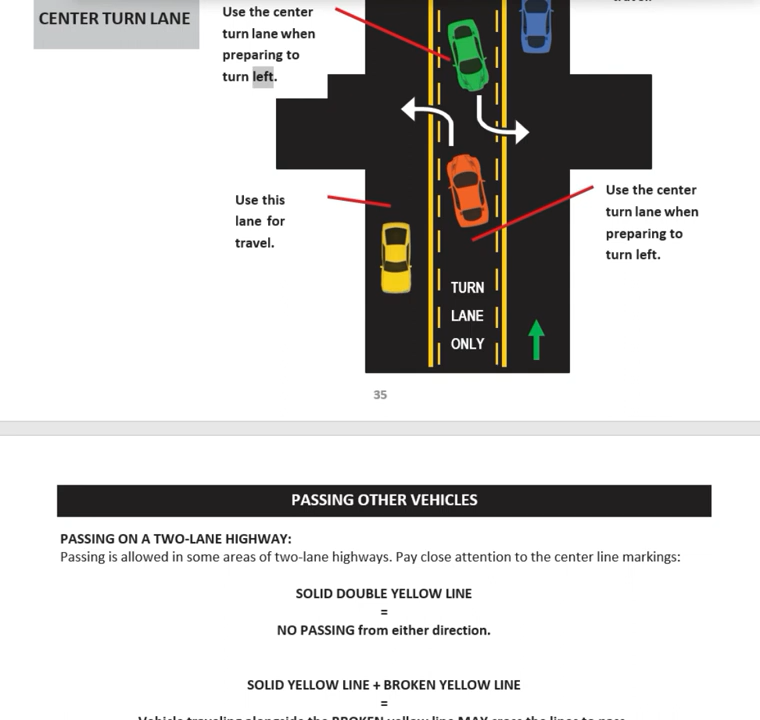 CENTER TURN LANE
Use the center
turn lane when
preparing to
turn left.
Use this
lane for
travel.
Use the center
turn lane when
preparing to
turn left.
TURN
LANE
ONLY
35
PASSING OTHER VEHICLES
PASSING ON A TWO-LANE HIGHWAY:
Passing is allowed in some areas of two-lane highways. Pay close attention to the center line markings:
SOLID DOUBLE YELLOW LINE
=
NO PASSING from either direction.
SOLID YELLOW LINE + BROKEN YELLOW LINE
=